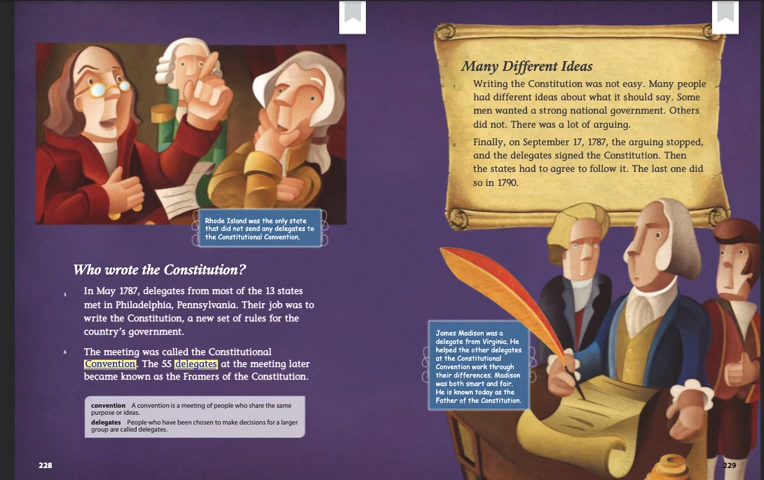 Rhode Island was the only state
that did not send any delegates to
the Constitutional Convention.
Who wrote the Constitution?
5
In May 1787, delegates from most of the 13 states
met in Philadelphia, Pennsylvania. Their job was to
write the Constitution, a new set of rules for the
country's government.
6
The meeting was called the Constitutional
Convention. The 55 delegates at the meeting later
became known as the Framers of the Constitution.
convention A convention is a meeting of people who share the same
purpose or ideas.
delegates People who have been chosen to make decisions for a larger
group are called delegates.
228
Many Different Ideas
7
Writing the Constitution was not easy. Many people
had different ideas about what it should say. Some
men wanted a strong national government. Others
did not. There was a lot of arguing.
8
Finally, on September 17, 1787, the arguing stopped,
and the delegates signed the Constitution. Then
the states had to agree to follow it. The last one did
so in 1790.
James Madison was a
delegate from Virginia. He
helped the other delegates
at the Constitutional
Convention work through
their differences. Madison
was both smart and fair.
He is known today as the
Father of the Constitution.
229